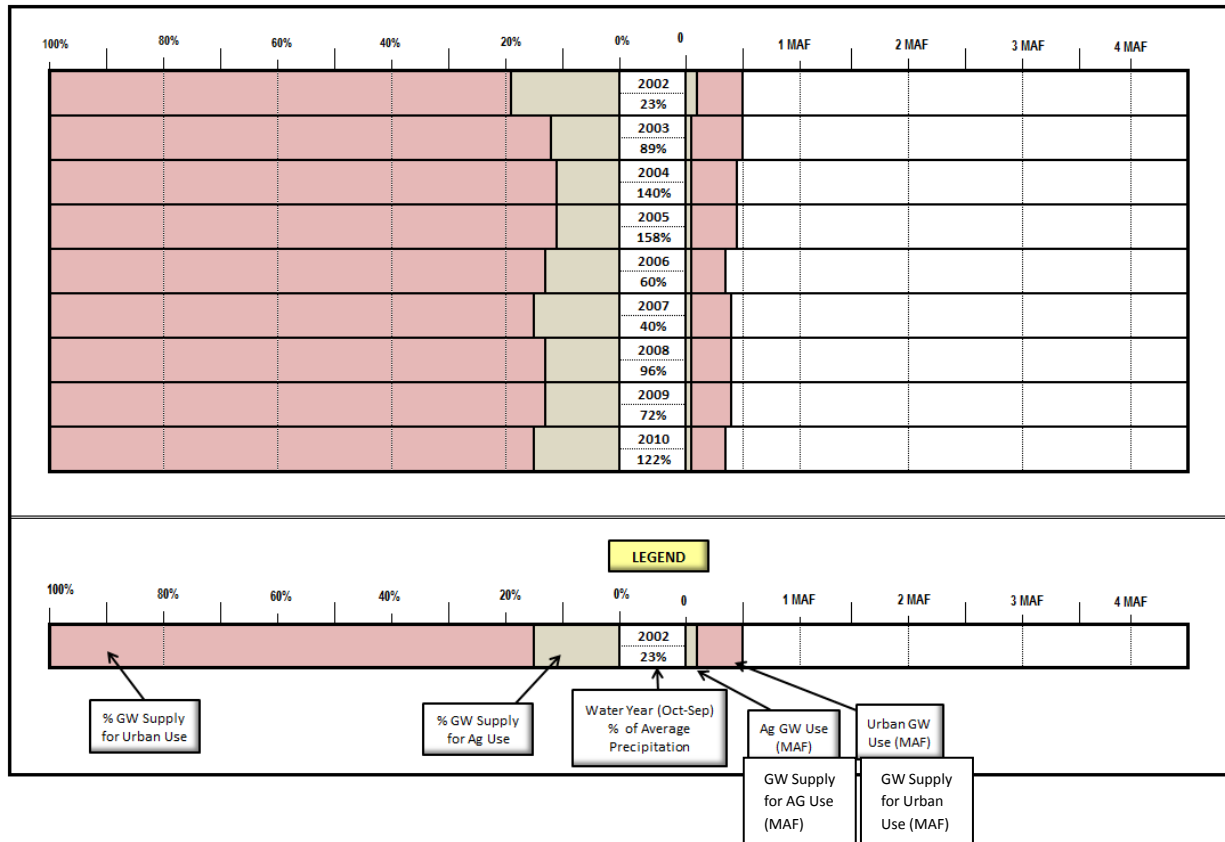 100% 80% 60% 40% 20% 0% 0 1 MAF 2 MAF 3 MAF 4 MAF
2002
23%
2003
89%
2004
140%
2005
158%
2006
60%
2007
40%
2008
96%
2009
72%
2010
122%
LEGEND
100% 80% 60% 40% 20% 0% 0 1 MAF 2 MAF 3 MAF 4 MAF
2002
23%
% GW Supply
for Urban Use
% GW Supply
for Ag Use
Water Year (Oct-Sep)
% of Average
Precipitation
Ag GW Use
(MAF)
Urban GW
Use (MAF)
GW Supply
for AG Use
(MAF)
GW Supply
for Urban
Use (MAF)